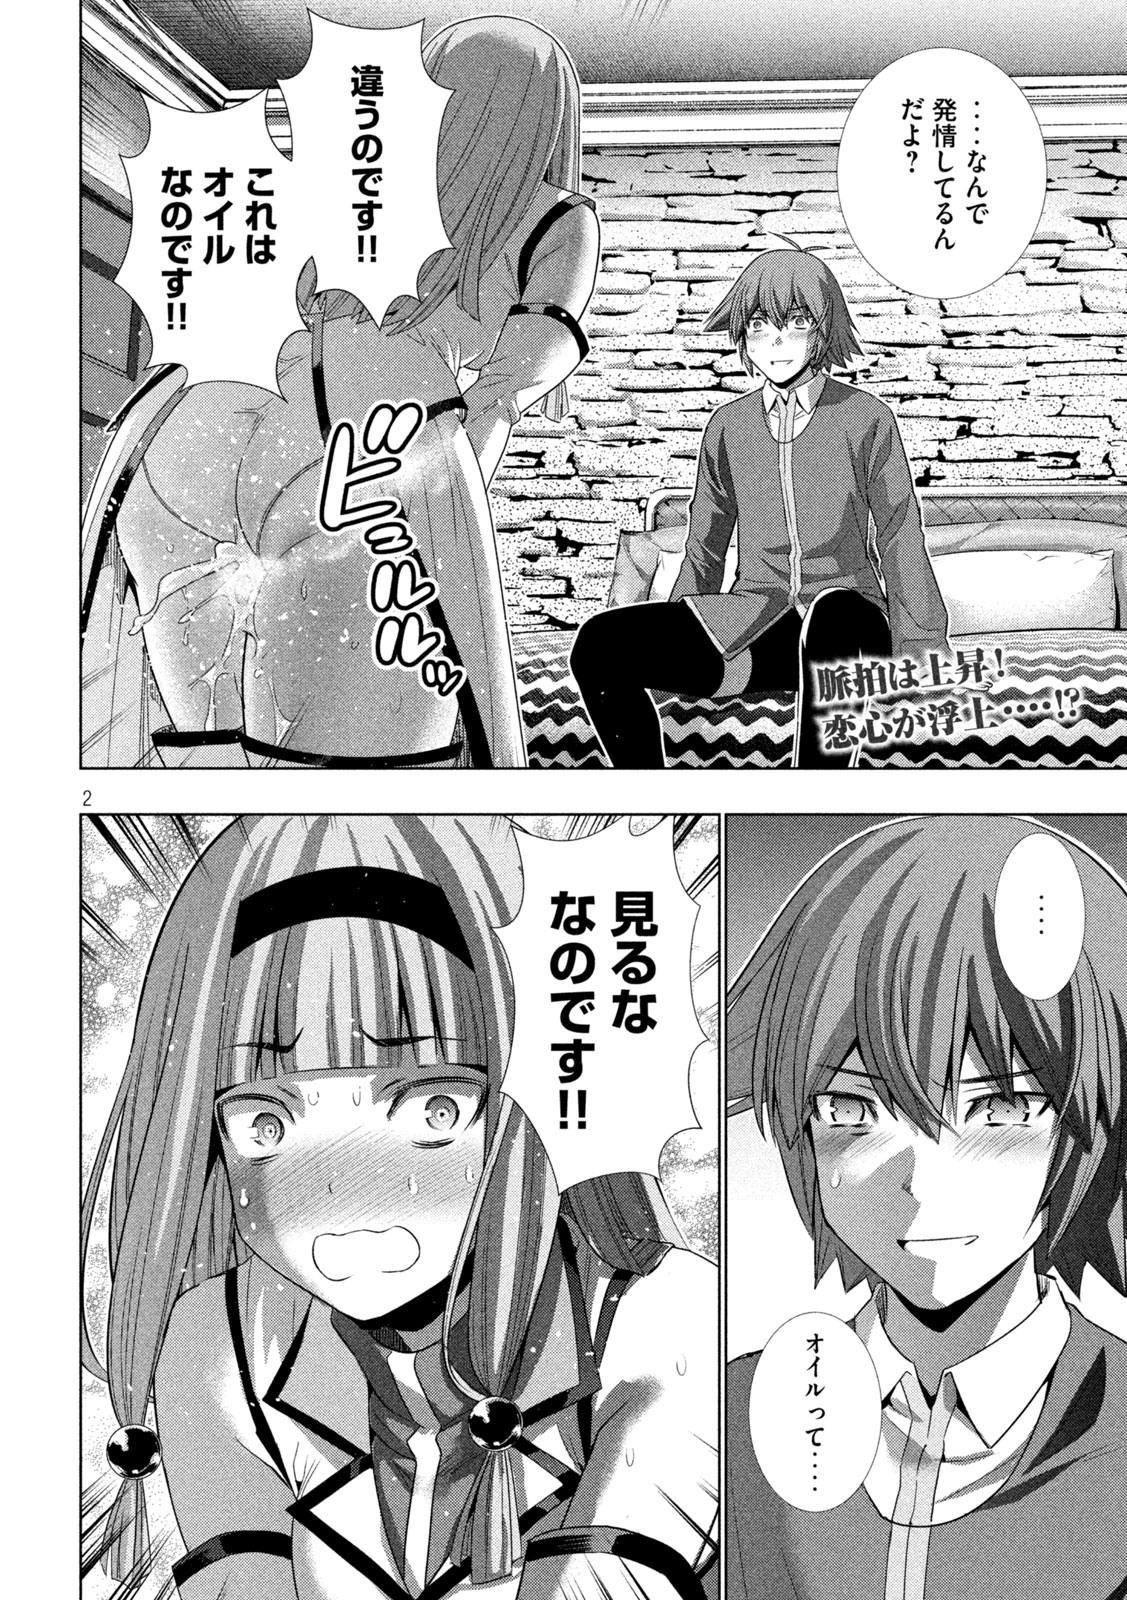 ‥‥なんで
発情してるん
だよ？
違うのです!!
これは
オイル
なのです!!
ビュルルルッ
脈拍は上昇！
恋心が浮上‥‥!?
2
‥‥
オイルって‥‥‥
見るな
なのです!!